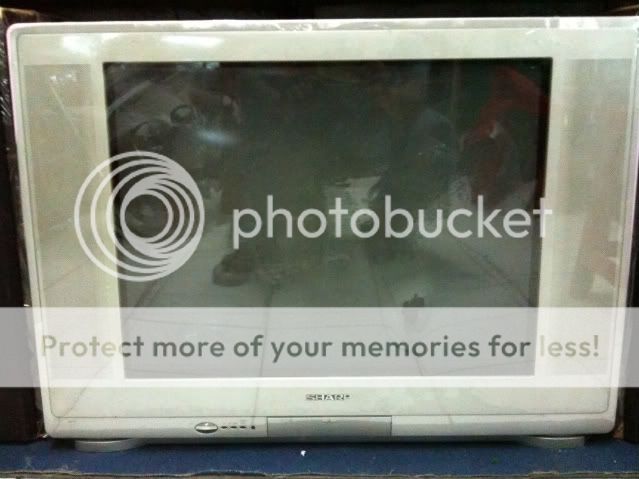 photobucket
Protect more of your memories for less!
SHARP